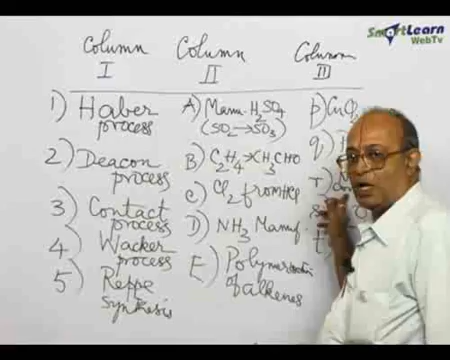 SmartLearn
WebTv
Column
I
Column
II
Column
III
1) Haber
process
A) Manu. H2SO4
(SO2→SO3)
p) CuCl2
2) Deacon
process
B) C2H4→CH3CHO
q)
3) Contact
process
C) Cl2 from HCl
r)
4) Wacker
process
D) NH3 Manuf.
5) Reppe
synthesis
E) Polymerisation
of alkenes